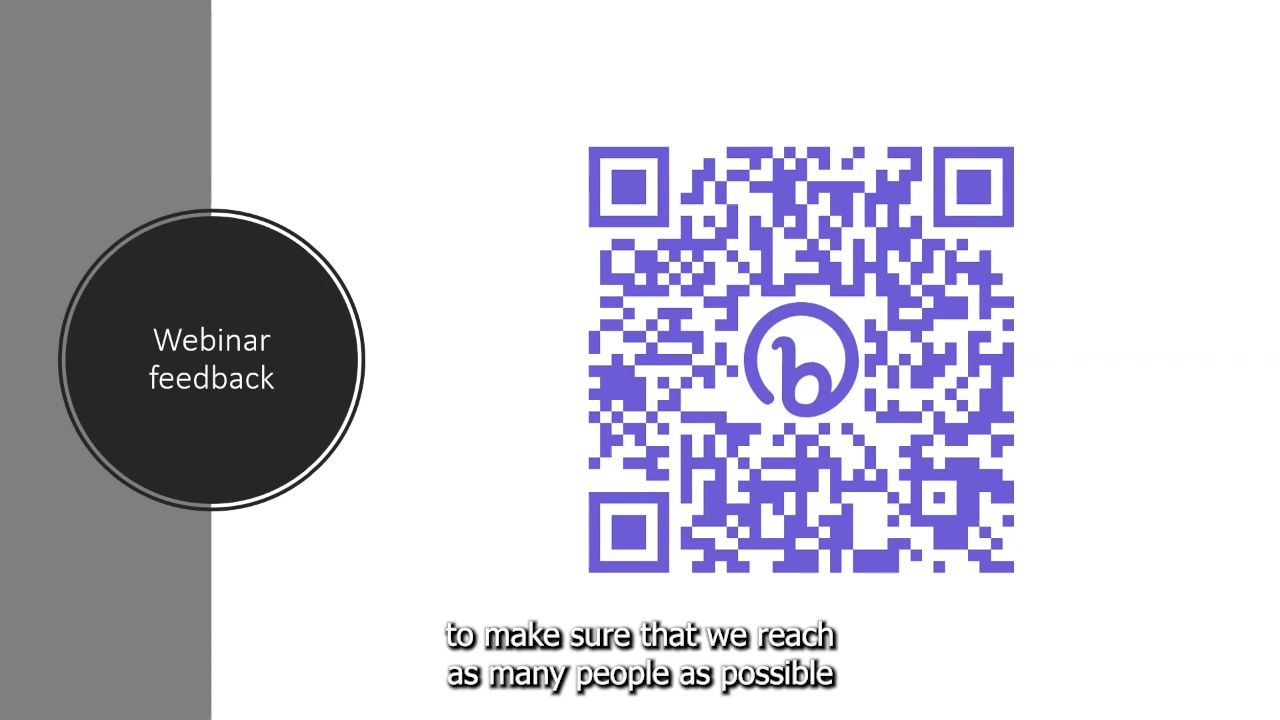 Webinar
feedback
to make sure that we reach
as many people as possible